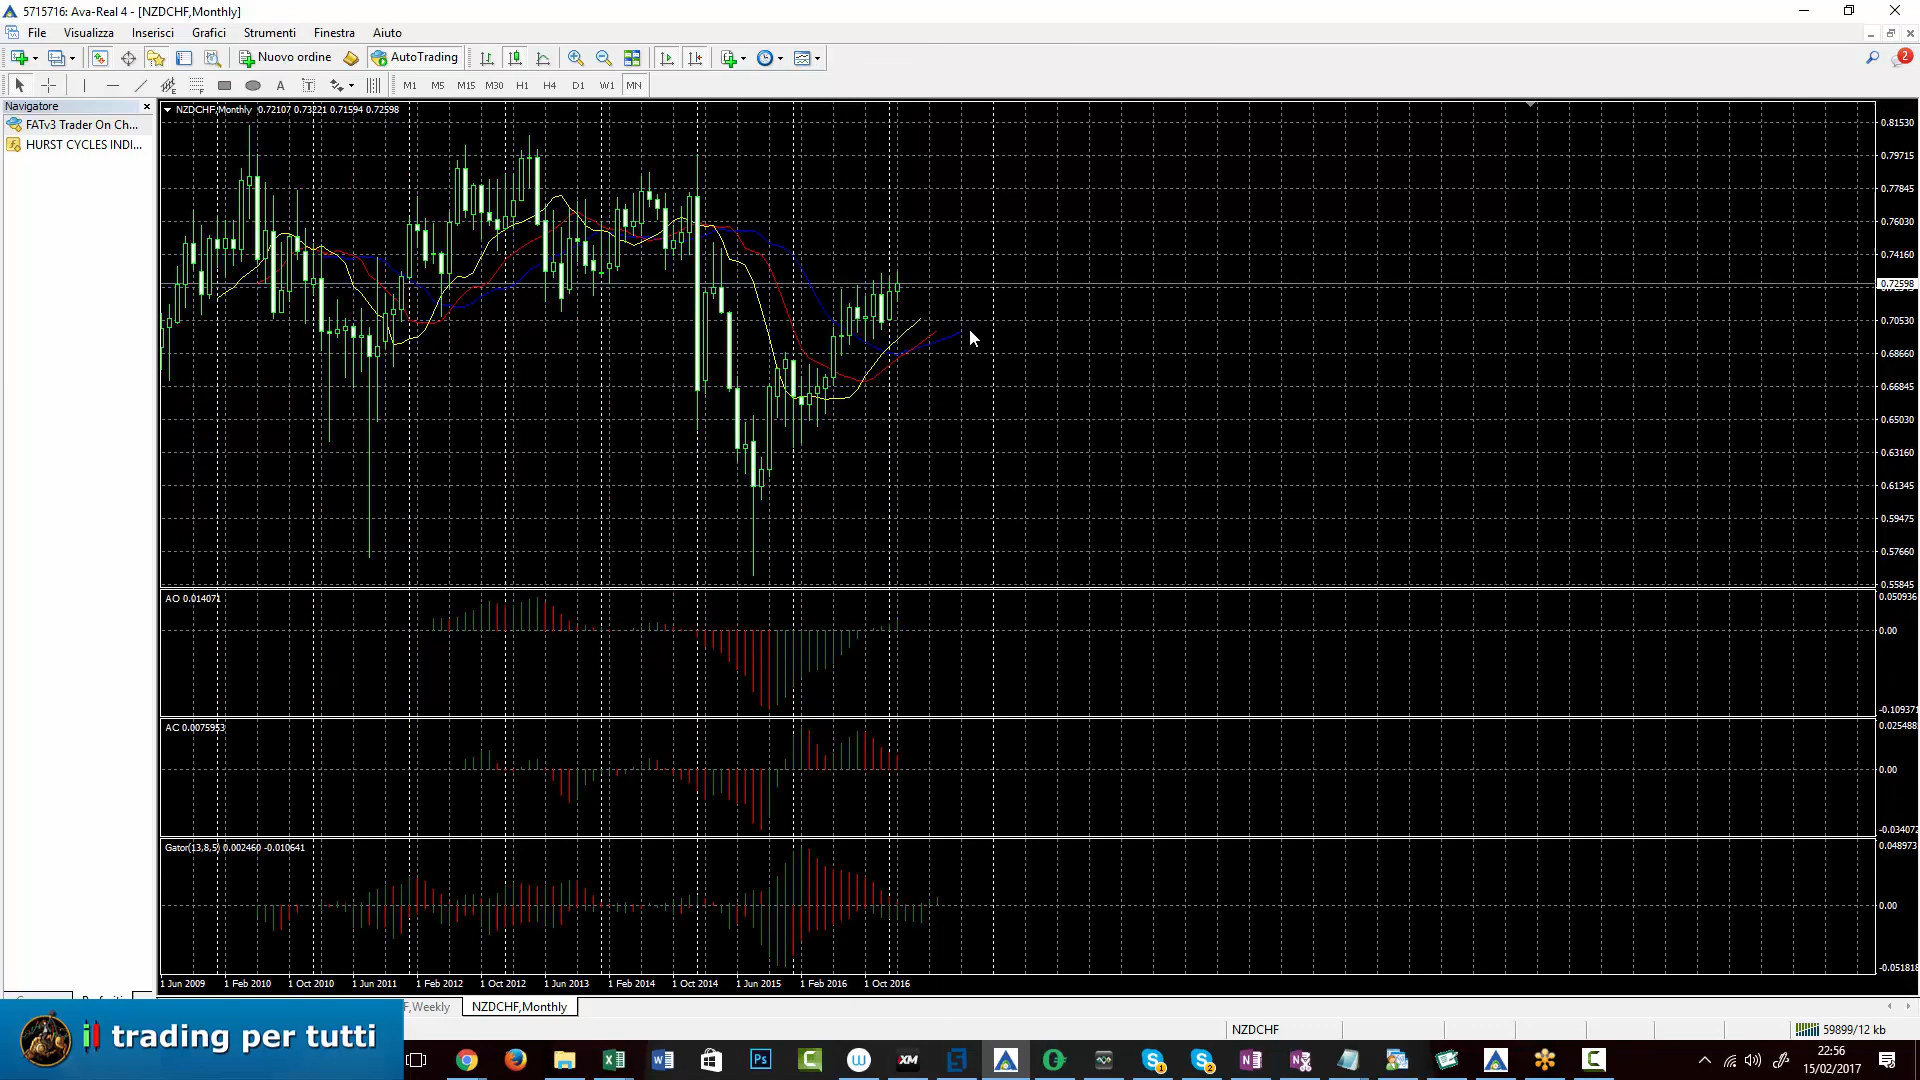 5715716: Ava-Real 4 - [NZDCHF,Monthly]
File Visualizza Inserisci Grafici Strumenti Finestra Aiuto
Nuovo ordine AutoTrading
2
A T M1 M5 M15 M30 H1 H4 D1 W1 MN
Navigatore
FATv3 Trader On Ch...
HURST CYCLES INDI...
NZDCHF,Monthly 0.72107 0.73221 0.71594 0.72598
0.81530
0.79715
0.77845
0.76030
0.74160
0.72598
0.70530
0.68660
0.66845
0.65030
0.63160
0.61345
0.59475
0.57660
0.55845
AO 0.014071
0.050936
0.00
-0.109371
AC 0.0075953
0.025488
0.00
-0.034072
Gator(13,8,5) 0.002460 -0.010641
0.048973
0.00
-0.051818
1 Jun 2009 1 Feb 2010 1 Oct 2010 1 Jun 2011 1 Feb 2012 1 Oct 2012 1 Jun 2013 1 Feb 2014 1 Oct 2014 1 Jun 2015 1 Feb 2016 1 Oct 2016
F,Weekly NZDCHF,Monthly
il trading per tutti
NZDCHF
59899/12 kb
22:56
15/02/2017